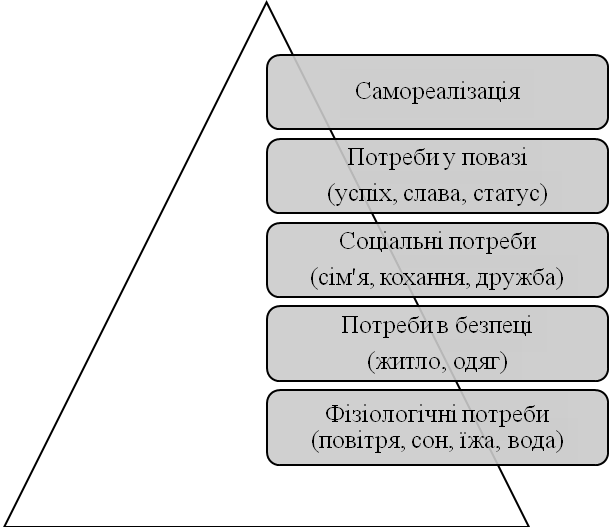 Самореалізація
Потреби у повазі
(успіх, слава, статус)
Соціальні потреби
(сім'я, кохання, дружба)
Потреби в безпеці
(житло, одяг)
Фізіологічні потреби
(повітря, сон, їжа, вода)